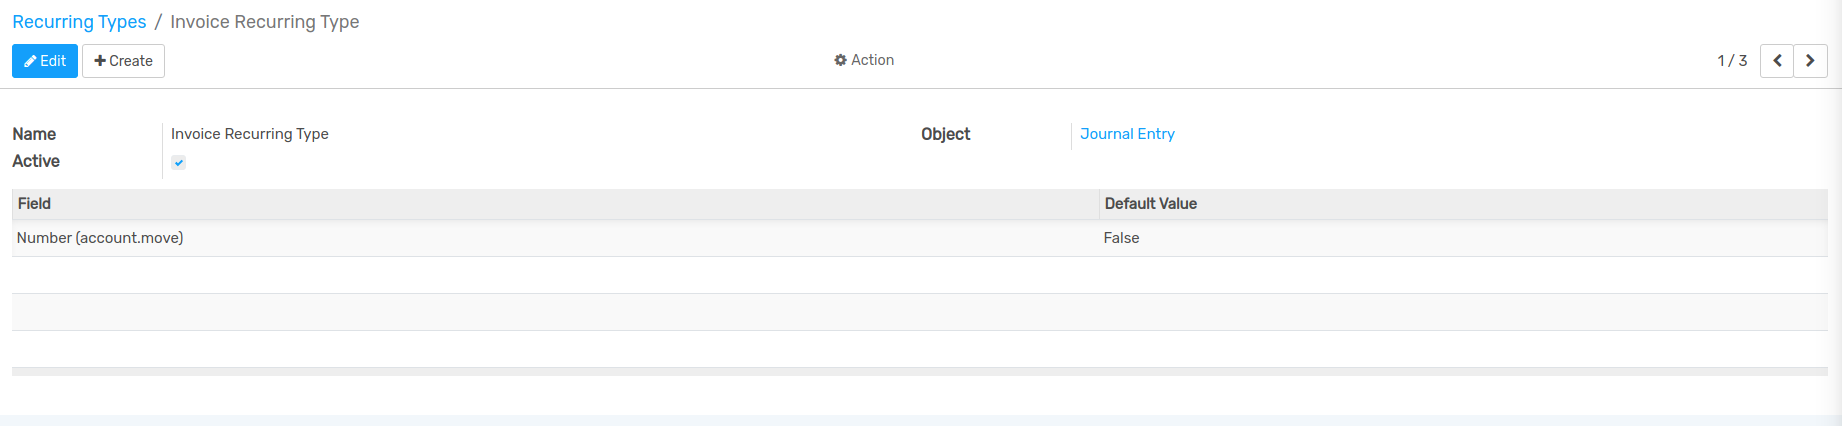 Recurring Types / Invoice Recurring Type
Edit Create Action 1 / 3
Name Invoice Recurring Type Object Journal Entry
Active
Field Default Value
Number (account.move) False